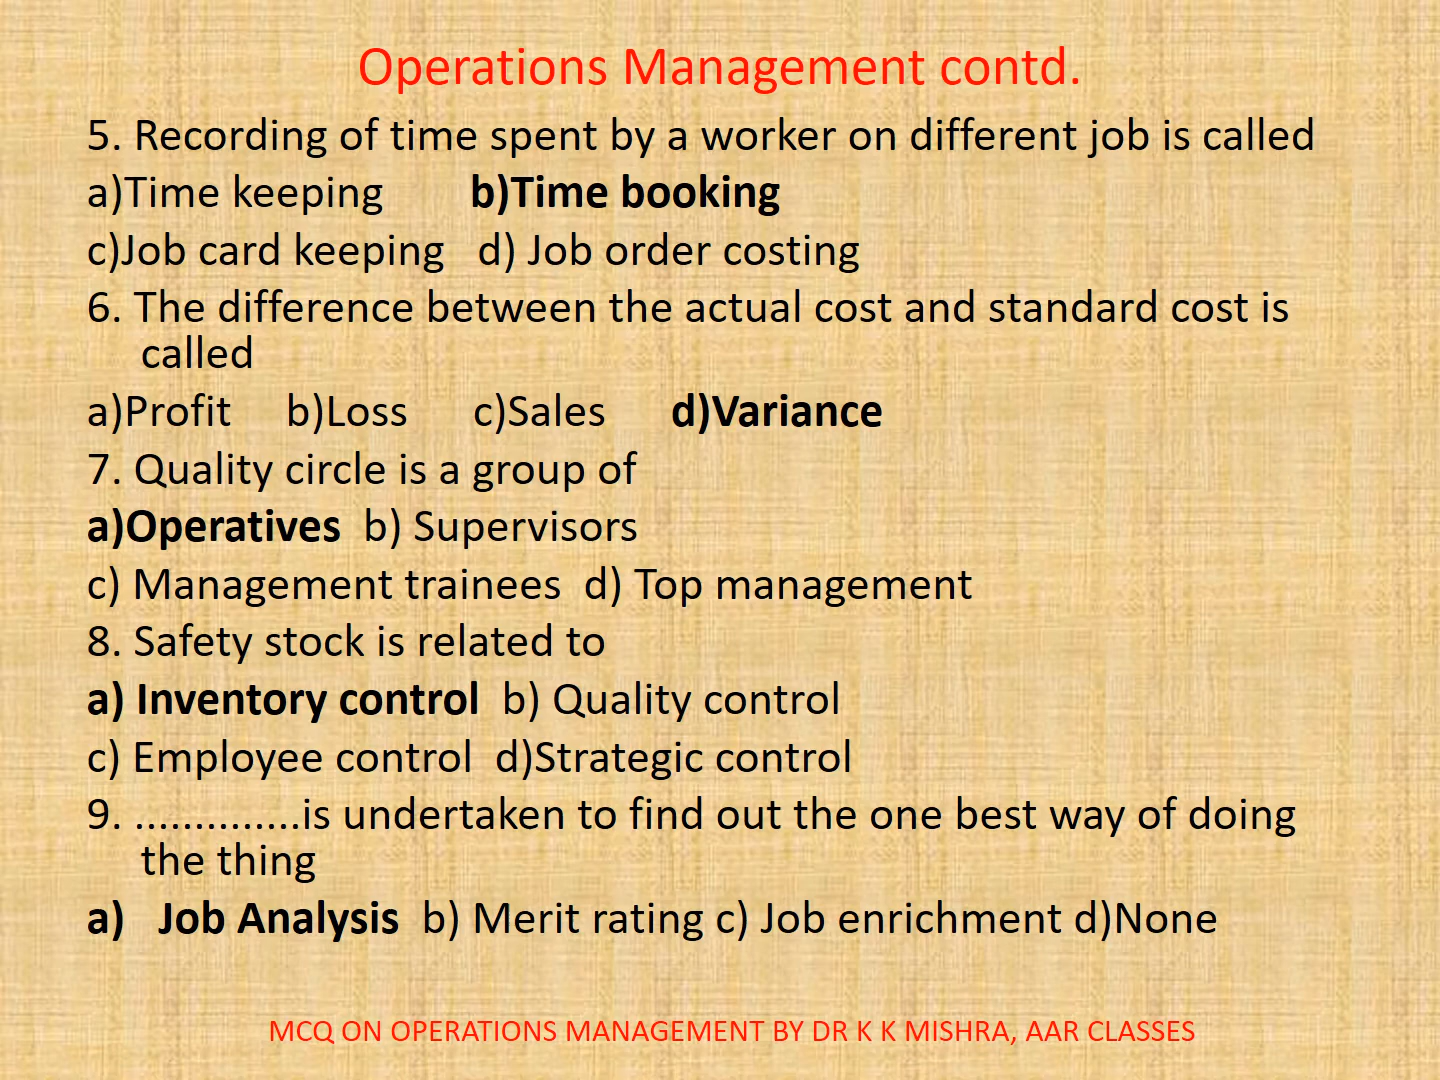 Operations Management contd.
5. Recording of time spent by a worker on different job is called
a)Time keeping b)Time booking
c)Job card keeping d) Job order costing
6. The difference between the actual cost and standard cost is
called
a)Profit b)Loss c)Sales d)Variance
7. Quality circle is a group of
a)Operatives b) Supervisors
c) Management trainees d) Top management
8. Safety stock is related to
a) Inventory control b) Quality control
c) Employee control d)Strategic control
9. ..............is undertaken to find out the one best way of doing
the thing
a) Job Analysis b) Merit rating c) Job enrichment d)None
MCQ ON OPERATIONS MANAGEMENT BY DR K K MISHRA, AAR CLASSES